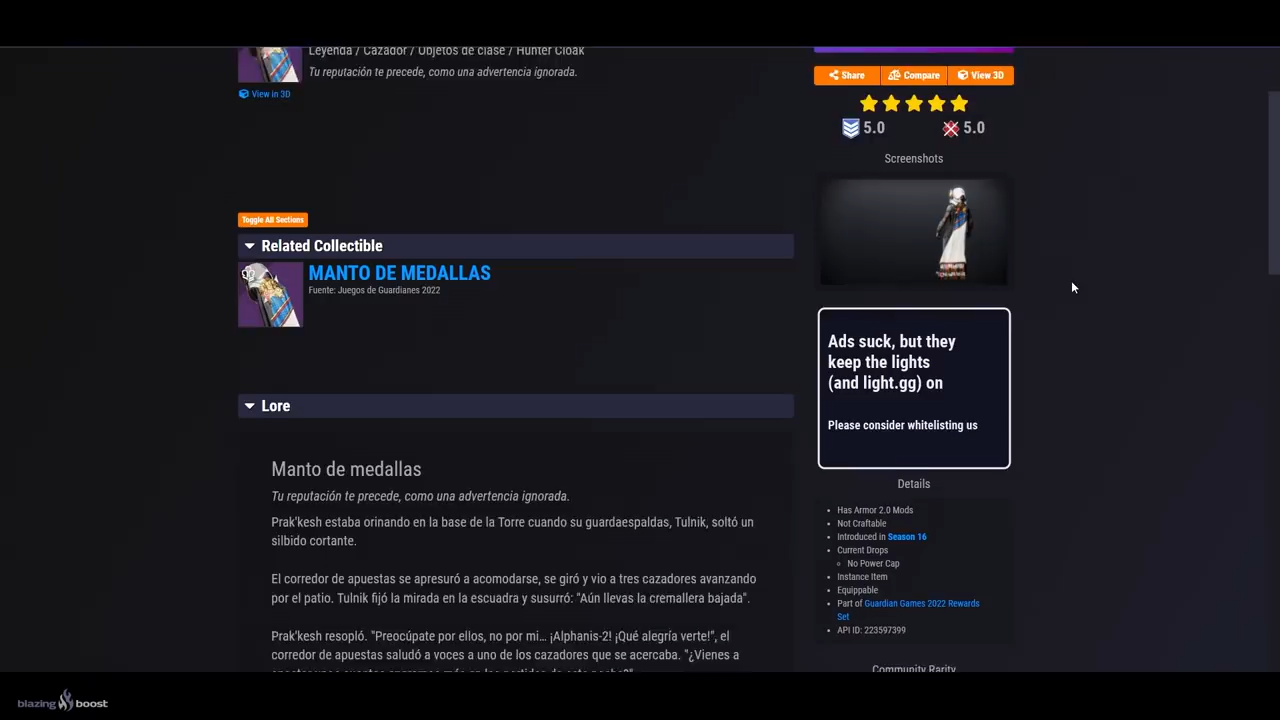 Leyenda / Cazador / Objetos de clase / Hunter Cloak
Tu reputación te precede, como una advertencia ignorada.
View in 3D
Share
Compare
View 3D
5.0
5.0
Screenshots
Toggle All Sections
Related Collectible
MANTO DE MEDALLAS
Fuente: Juegos de Guardianes 2022
Ads suck, but they
keep the lights
(and light.gg) on
Please consider whitelisting us
Lore
Manto de medallas
Tu reputación te precede, como una advertencia ignorada.
Prak'kesh estaba orinando en la base de la Torre cuando su guardaespaldas, Tulnik, soltó un
silbido cortante.
El corredor de apuestas se apresuró a acomodarse, se giró y vio a tres cazadores avanzando
por el patio. Tulnik fijó la mirada en la escuadra y susurró: "Aún llevas la cremallera bajada".
Prak'kesh resopló. "Preocúpate por ellos, no por mi... ¡Alphanis-2! ¡Qué alegría verte!", el
corredor de apuestas saludó a voces a uno de los cazadores que se acercaba. "¿Vienes a
Details
Has Armor 2.0 Mods
Not Craftable
Introduced in Season 16
Current Drops
No Power Cap
Instance Item
Equippable
Part of Guardian Games 2022 Rewards
Set
API ID: 223597399
Community Rarity
blazing boost